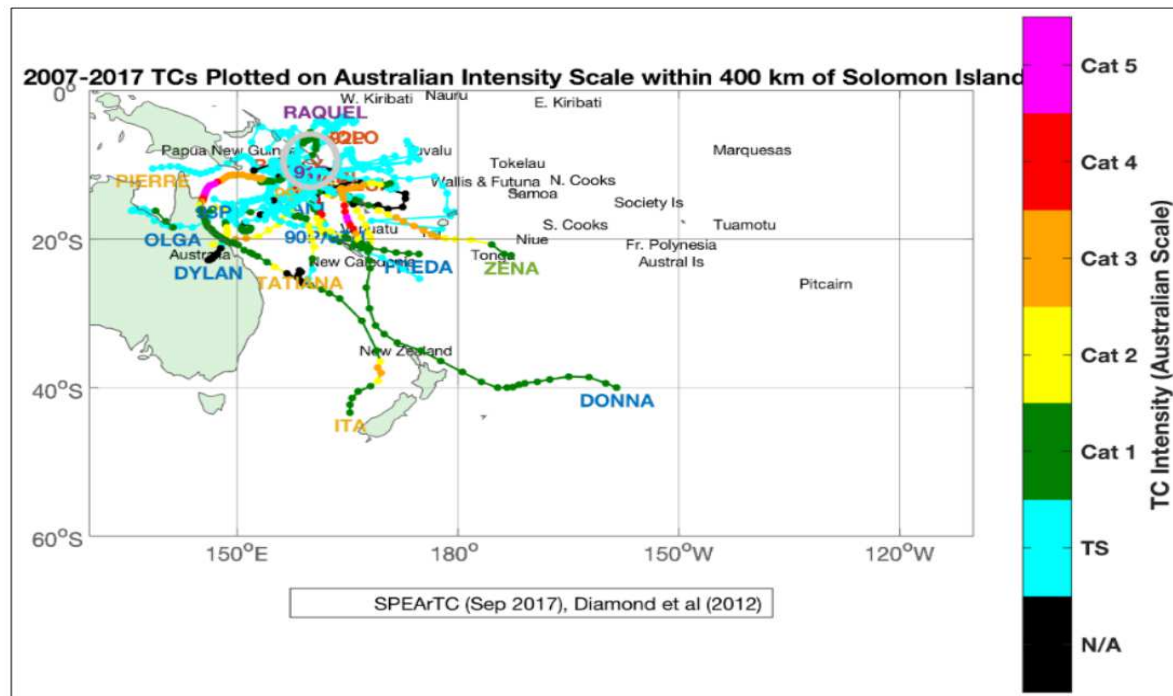 2007-2017 TCs Plotted on Australian Intensity Scale within 400 km of Solomon Island
0°
20°S
40°S
60°S
150°E
180°
150°W
120°W
W. Kiribati
Nauru
E. Kiribati
RAQUEL
Papua New Guin
uvalu
Marquesas
Tokelau
PIERRE
Wallis & Futuna
N. Cooks
Samoa
Society Is
S. Cooks
Tuamotu
OLGA
90P
Niue
Fr. Polynesia
Australia
Tonga
Austral Is
DYLAN
New Caledonia
FREDA
ZENA
TATIANA
Pitcairn
New Zealand
DONNA
ITA
SPEArTC (Sep 2017), Diamond et al (2012)
Cat 5
Cat 4
Cat 3
Cat 2
Cat 1
TS
N/A
TC Intensity (Australian Scale)